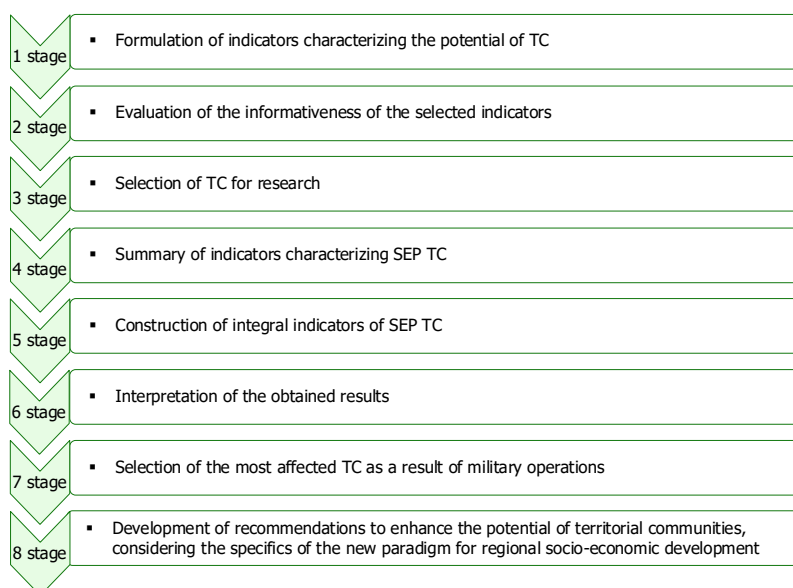 1 stage
▪ Formulation of indicators characterizing the potential of TC
2 stage
▪ Evaluation of the informativeness of the selected indicators
3 stage
▪ Selection of TC for research
4 stage
▪ Summary of indicators characterizing SEP TC
5 stage
▪ Construction of integral indicators of SEP TC
6 stage
▪ Interpretation of the obtained results
7 stage
▪ Selection of the most affected TC as a result of military operations
8 stage
▪ Development of recommendations to enhance the potential of territorial communities,
considering the specifics of the new paradigm for regional socio-economic development